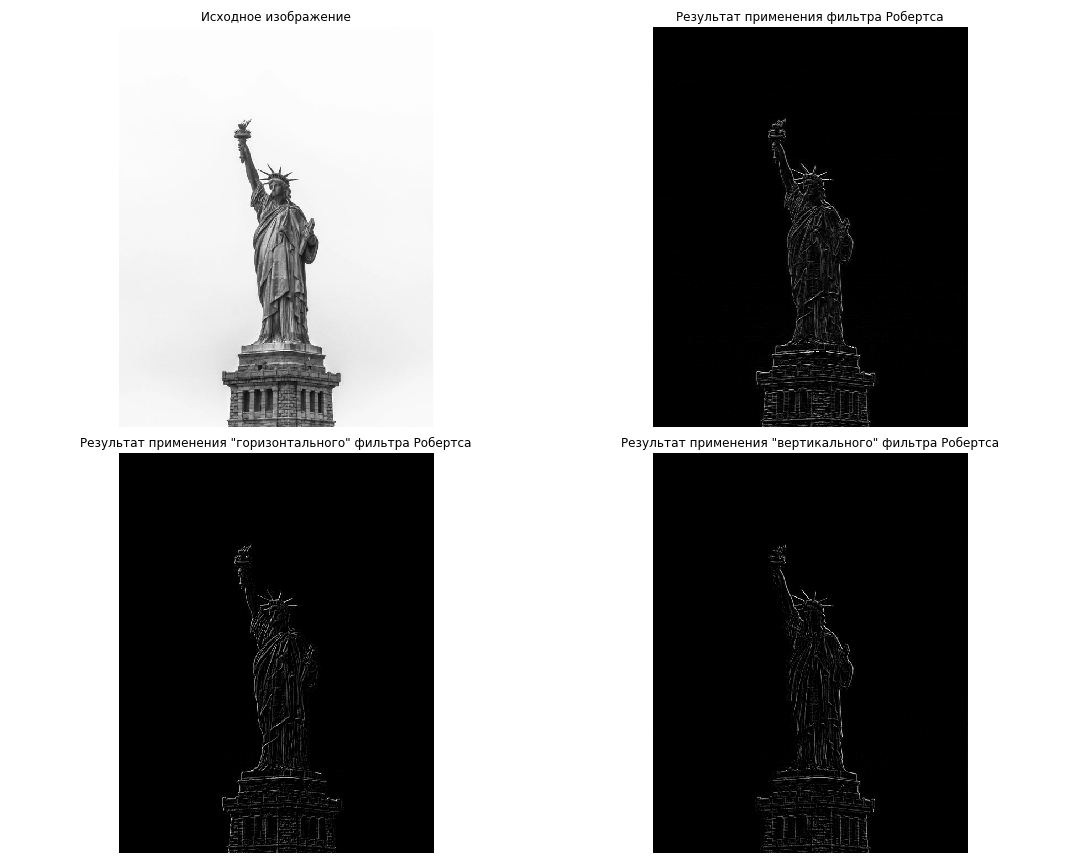 Исходное изображение
Результат применения фильтра Робертса
Результат применения "горизонтального" фильтра Робертса
Результат применения "вертикального" фильтра Робертса